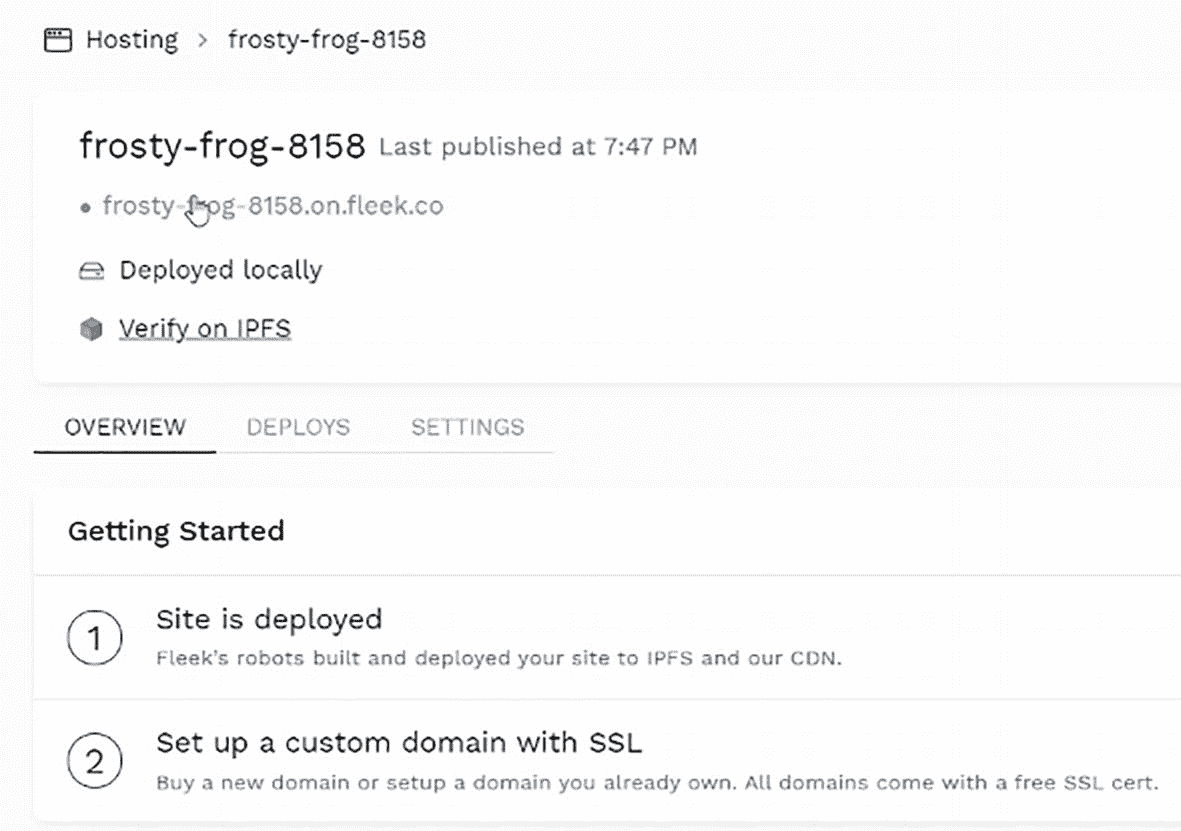 Hosting > frosty-frog-8158
frosty-frog-8158 Last published at 7:47 PM
• frosty-frog-8158.on.fleek.co
Deployed locally
Verify on IPFS
OVERVIEW DEPLOYS SETTINGS
Getting Started
1 Site is deployed
Fleek's robots built and deployed your site to IPFS and our CDN.
2 Set up a custom domain with SSL
Buy a new domain or setup a domain you already own. All domains come with a free SSL cert.